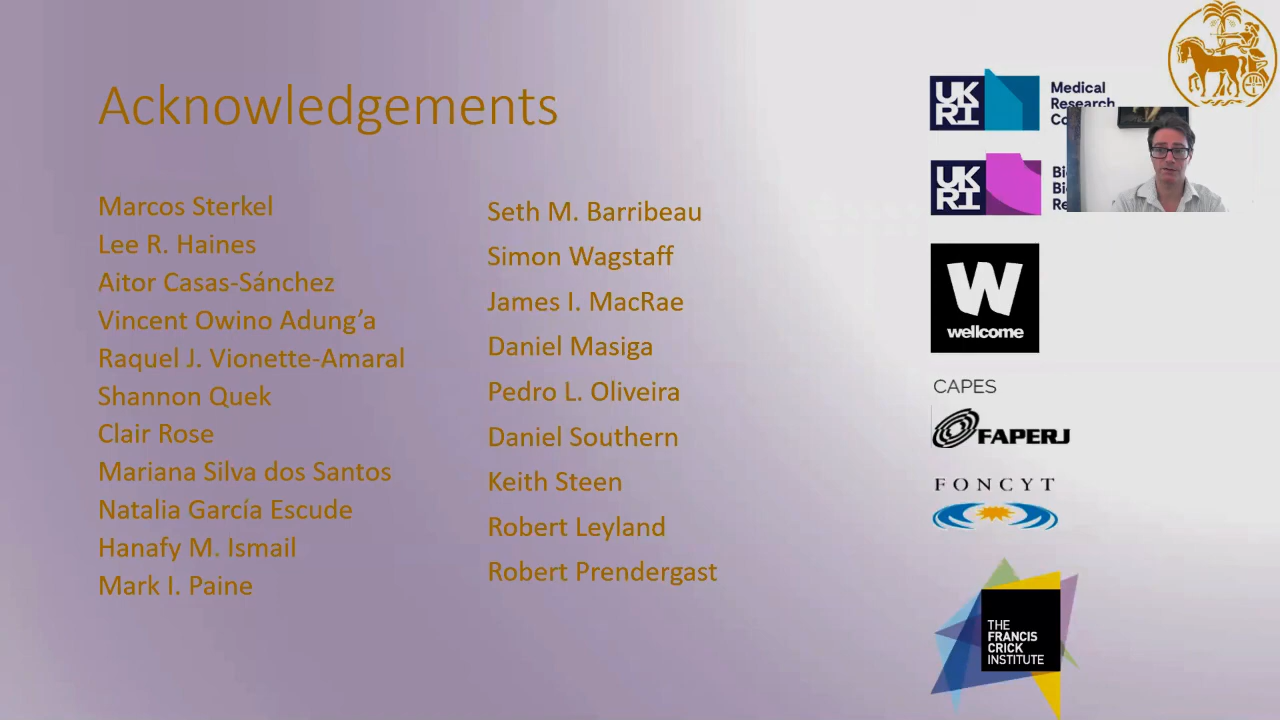 Acknowledgements
Marcos Sterkel
Lee R. Haines
Aitor Casas-Sánchez
Vincent Owino Adung’a
Raquel J. Vionette-Amaral
Shannon Quek
Clair Rose
Mariana Silva dos Santos
Natalia García Escude
Hanafy M. Ismail
Mark I. Paine
Seth M. Barribeau
Simon Wagstaff
James I. MacRae
Daniel Masiga
Pedro L. Oliveira
Daniel Southern
Keith Steen
Robert Leyland
Robert Prendergast
UK
RI
Medical
Research
UK
RI
W
wellcome
CAPES
FAPERJ
FONCYT
THE
FRANCIS
CRICK
INSTITUTE